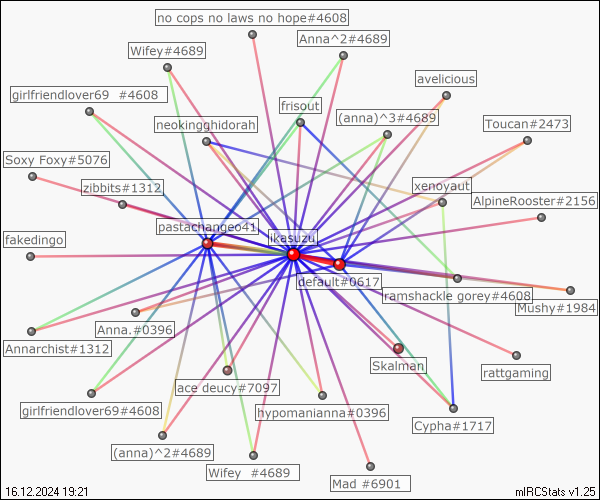 no cops no laws no hope#4608
Anna^2#4689
Wifey#4689
avelicious
girlfriendlover69  #4608
frisout
(anna)^3#4689
neokingghidorah
Toucan#2473
Soxy Foxy#5076
zibbits#1312
xenoyaut
AlpineRooster#2156
pastachangeo41
ikasuzu
fakedingo
default#0617
ramshackle gorey#4608
Mushy#1984
Anna.#0396
Annarchist#1312
Skalman
rattgaming
ace deucy#7097
girlfriendlover69#4608
hypomanianna#0396
Cypha#1717
(anna)^2#4689
Wifey  #4689
Mad #6901
16.12.2024 19:21
mIRCStats v1.25